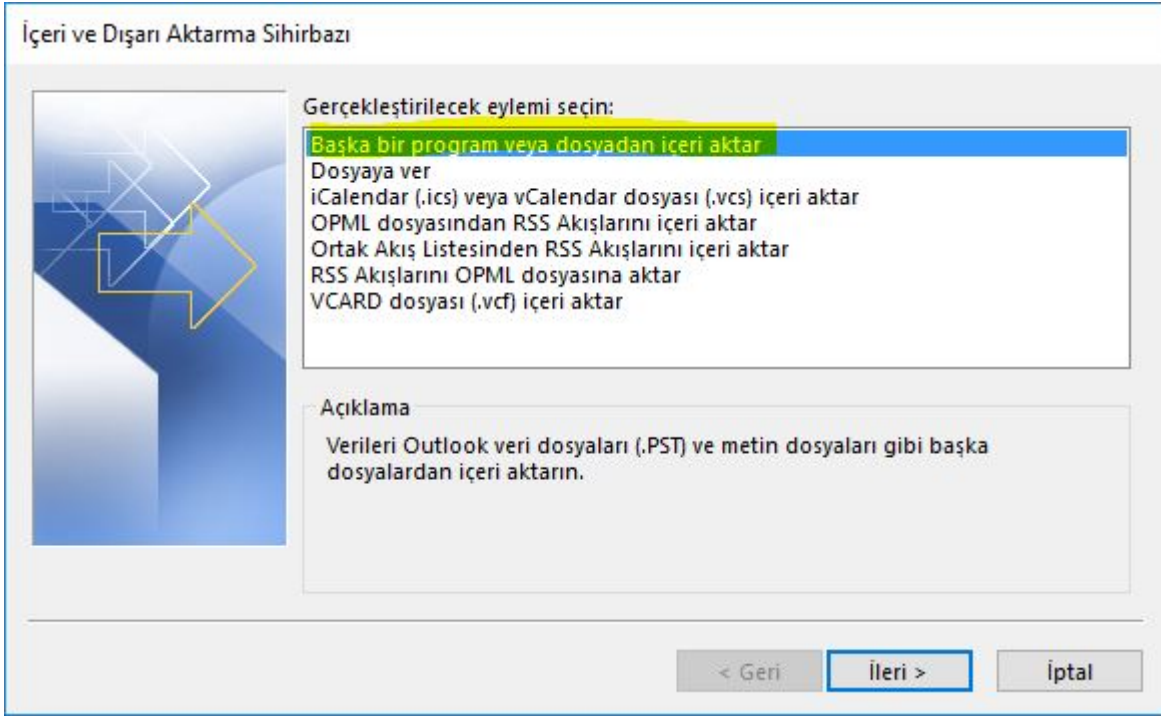 İçeri ve Dışarı Aktarma Sihirbazı
Gerçekleştirilecek eylemi seçin:
Başka bir program veya dosyadan içeri aktar
Dosyaya ver
iCalendar (.ics) veya vCalendar dosyası (.vcs) içeri aktar
OPML dosyasından RSS Akışlarını içeri aktar
Ortak Akış Listesinden RSS Akışlarını içeri aktar
RSS Akışlarını OPML dosyasına aktar
VCARD dosyası (.vcf) içeri aktar
Açıklama
Verileri Outlook veri dosyaları (.PST) ve metin dosyaları gibi başka
dosyalardan içeri aktarın.
< Geri İleri > İptal